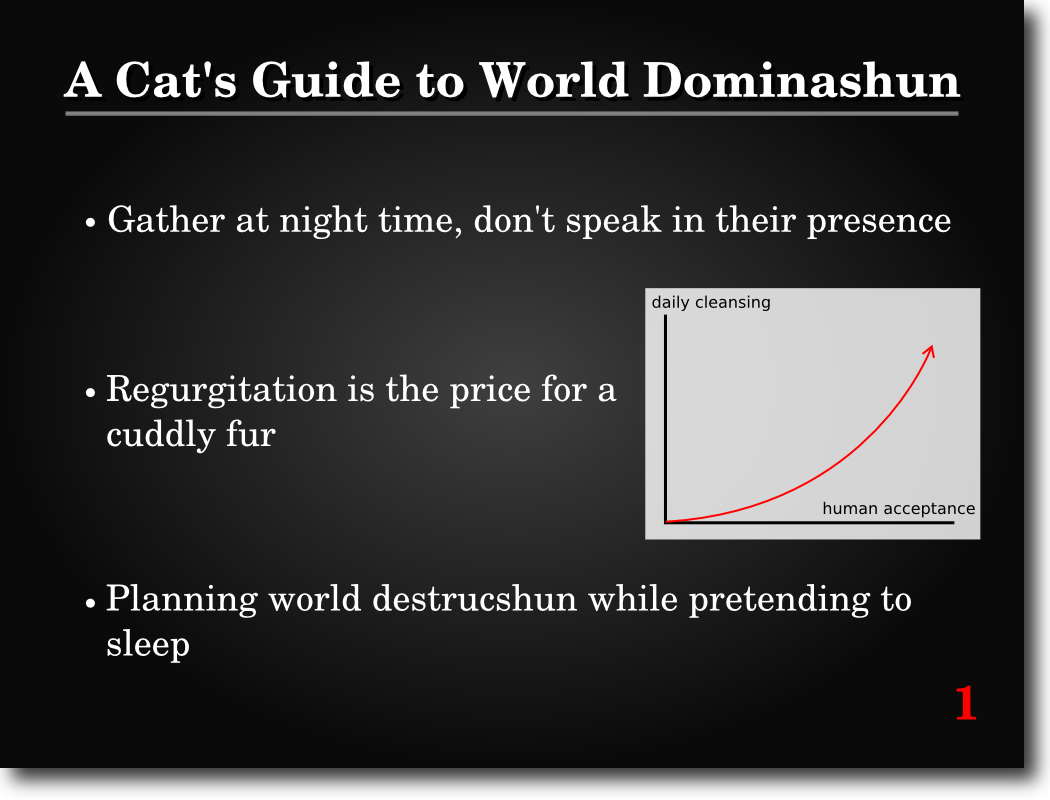 A Cat's Guide to World Dominashun
• Gather at night time, don't speak in their presence
daily cleansing
• Regurgitation is the price for a
cuddly fur
human acceptance
• Planning world destrucshun while pretending to
sleep
1